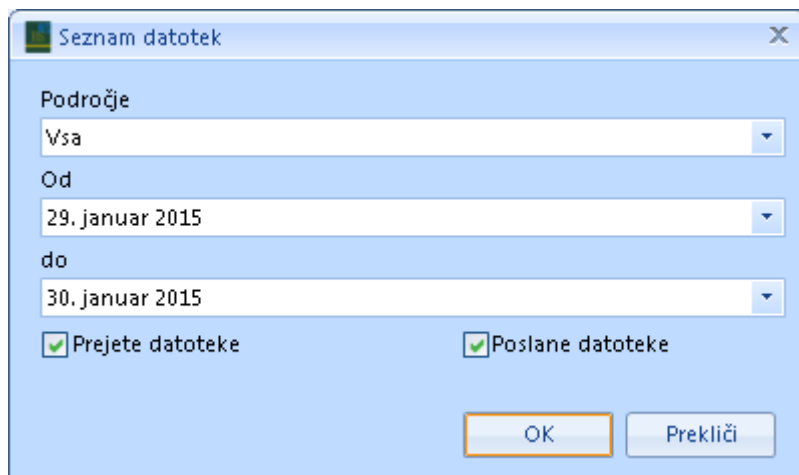 Seznam datotek
Področje
Vsa
Od
29. januar 2015
do
30. januar 2015
Prejete datoteke
Poslane datoteke
OK
Prekliči